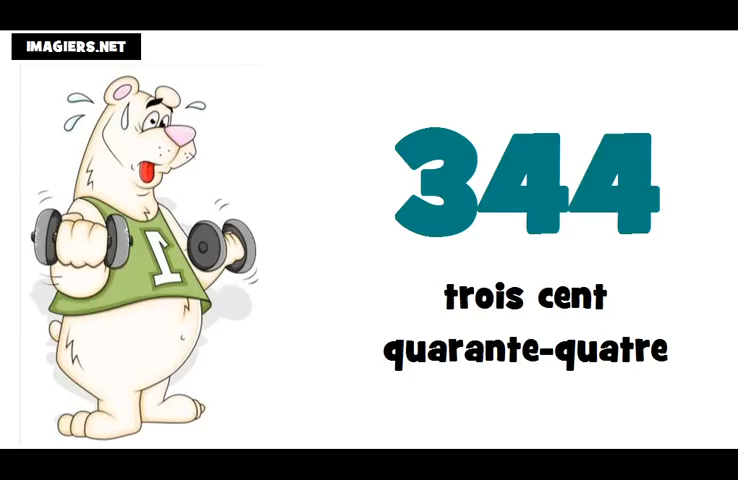 IMAGIERS.NET
344
1
trois cent
quarante-quatre